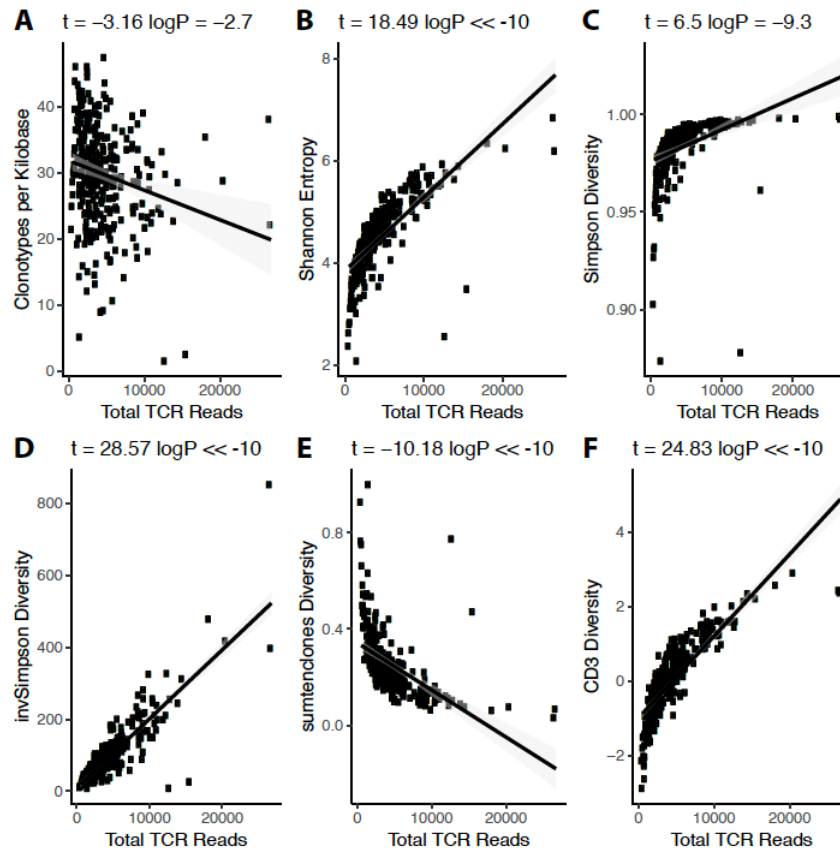 A
t = −3.16 logP = −2.7
Clonotypes per Kilobase
40
30
20
10
0
0 10000 20000
Total TCR Reads
B
t = 18.49 logP << -10
Shannon Entropy
6
4
2
0 10000 20000
Total TCR Reads
C
t = 6.5 logP = −9.3
Simpson Diversity
1.00
0.95
0.90
0 10000 20000
Total TCR Reads
D
t = 28.57 logP << -10
invSimpson Diversity
800
600
400
200
0
0 10000 20000
Total TCR Reads
E
t = −10.18 logP << -10
sumtendones Diversity
0.8
0.4
0.0
0 10000 20000
Total TCR Reads
F
t = 24.83 logP << -10
CD3 Diversity
4
2
0
−2
0 10000 20000
Total TCR Reads